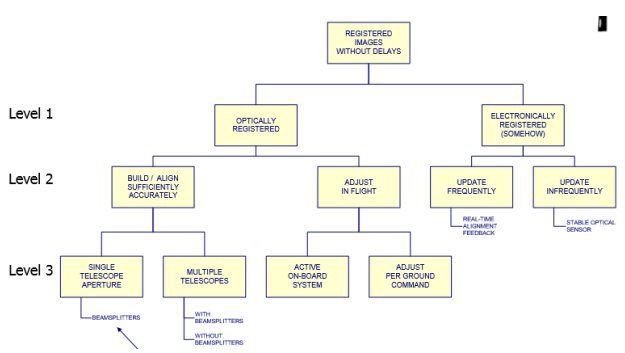 REGISTERED
IMAGES
WITHOUT DELAYS
Level 1
OPTICALLY
REGISTERED
ELECTRONICALLY
REGISTERED
(SOMEHOW)
Level 2
BUILD / ALIGN
SUFFICIENTLY
ACCURATELY
ADJUST
IN FLIGHT
UPDATE
FREQUENTLY
UPDATE
INFREQUENTLY
REAL-TIME
ALIGNMENT
FEEDBACK
STABLE OPTICAL
SENSOR
Level 3
SINGLE
TELESCOPE
APERTURE
MULTIPLE
TELESCOPES
ACTIVE
ON-BOARD
SYSTEM
ADJUST
PER GROUND
COMMAND
BEAMSPLITTERS
WITH
BEAMSPLITTERS
WITHOUT
BEAMSPLITTERS